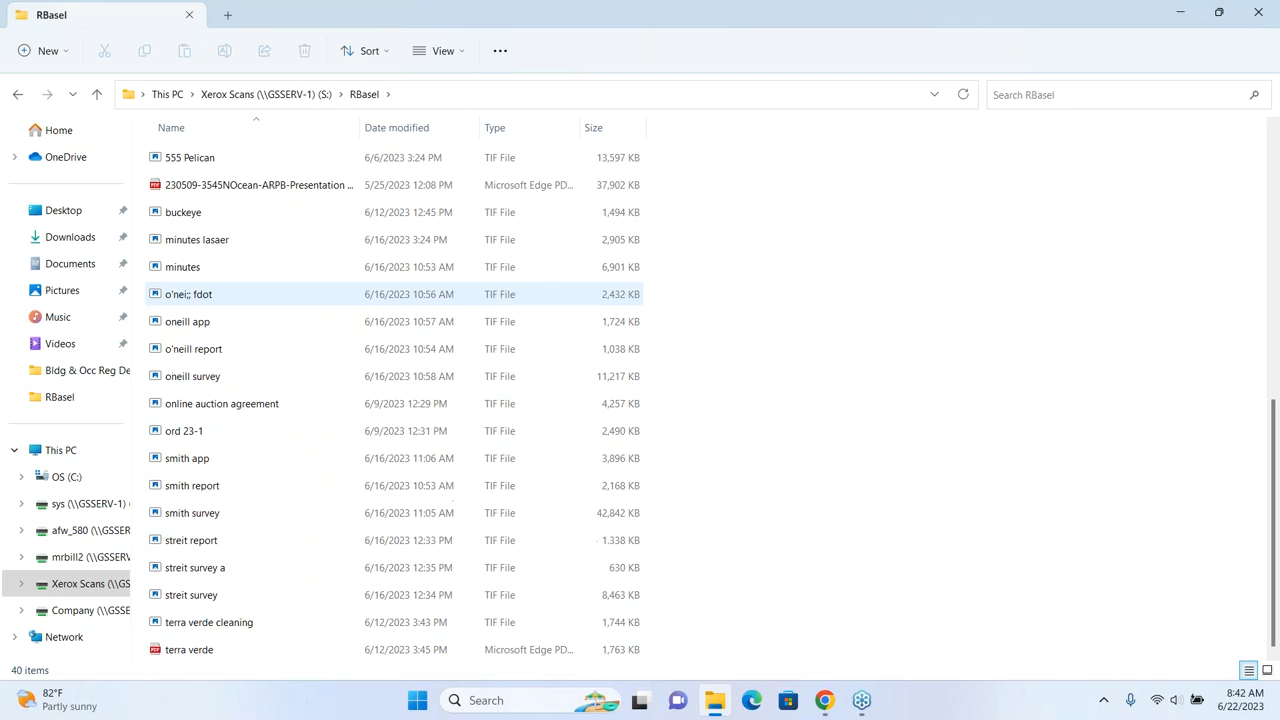 RBasel
New
Sort
View
This PC > Xerox Scans (\\GSSERV-1) (S:) > RBasel >
Search RBasel
Name Date modified Type Size
Home
OneDrive
Desktop
Downloads
Documents
Pictures
Music
Videos
Bldg & Occ Reg De
RBasel
This PC
OS (C:)
sys (\\GSSERV-1) (
afw_580 (\\GSSER
mrbill2 (\\GSSERV
Xerox Scans (\\GS
Company (\\GSSE
Network
555 Pelican 6/6/2023 3:24 PM TIF File 13,597 KB
230509-3545NOcean-ARPB-Presentation ... 5/25/2023 12:08 PM Microsoft Edge PD... 37,902 KB
buckeye 6/12/2023 12:45 PM TIF File 1,494 KB
minutes lasaer 6/16/2023 3:24 PM TIF File 2,905 KB
minutes 6/16/2023 10:53 AM TIF File 6,901 KB
o'nei;; fdot 6/16/2023 10:56 AM TIF File 2,432 KB
oneill app 6/16/2023 10:57 AM TIF File 1,724 KB
o'neill report 6/16/2023 10:54 AM TIF File 1,038 KB
oneill survey 6/16/2023 10:58 AM TIF File 11,217 KB
online auction agreement 6/9/2023 12:29 PM TIF File 4,257 KB
ord 23-1 6/9/2023 12:31 PM TIF File 2,490 KB
smith app 6/16/2023 11:06 AM TIF File 3,896 KB
smith report 6/16/2023 10:53 AM TIF File 2,168 KB
smith survey 6/16/2023 11:05 AM TIF File 42,842 KB
streit report 6/16/2023 12:33 PM TIF File 1,338 KB
streit survey a 6/16/2023 12:35 PM TIF File 630 KB
streit survey 6/16/2023 12:34 PM TIF File 8,463 KB
terra verde cleaning 6/12/2023 3:43 PM TIF File 1,744 KB
terra verde 6/12/2023 3:45 PM Microsoft Edge PD... 1,763 KB
40 items
82°F
Partly sunny
Search
8:42 AM
6/22/2023